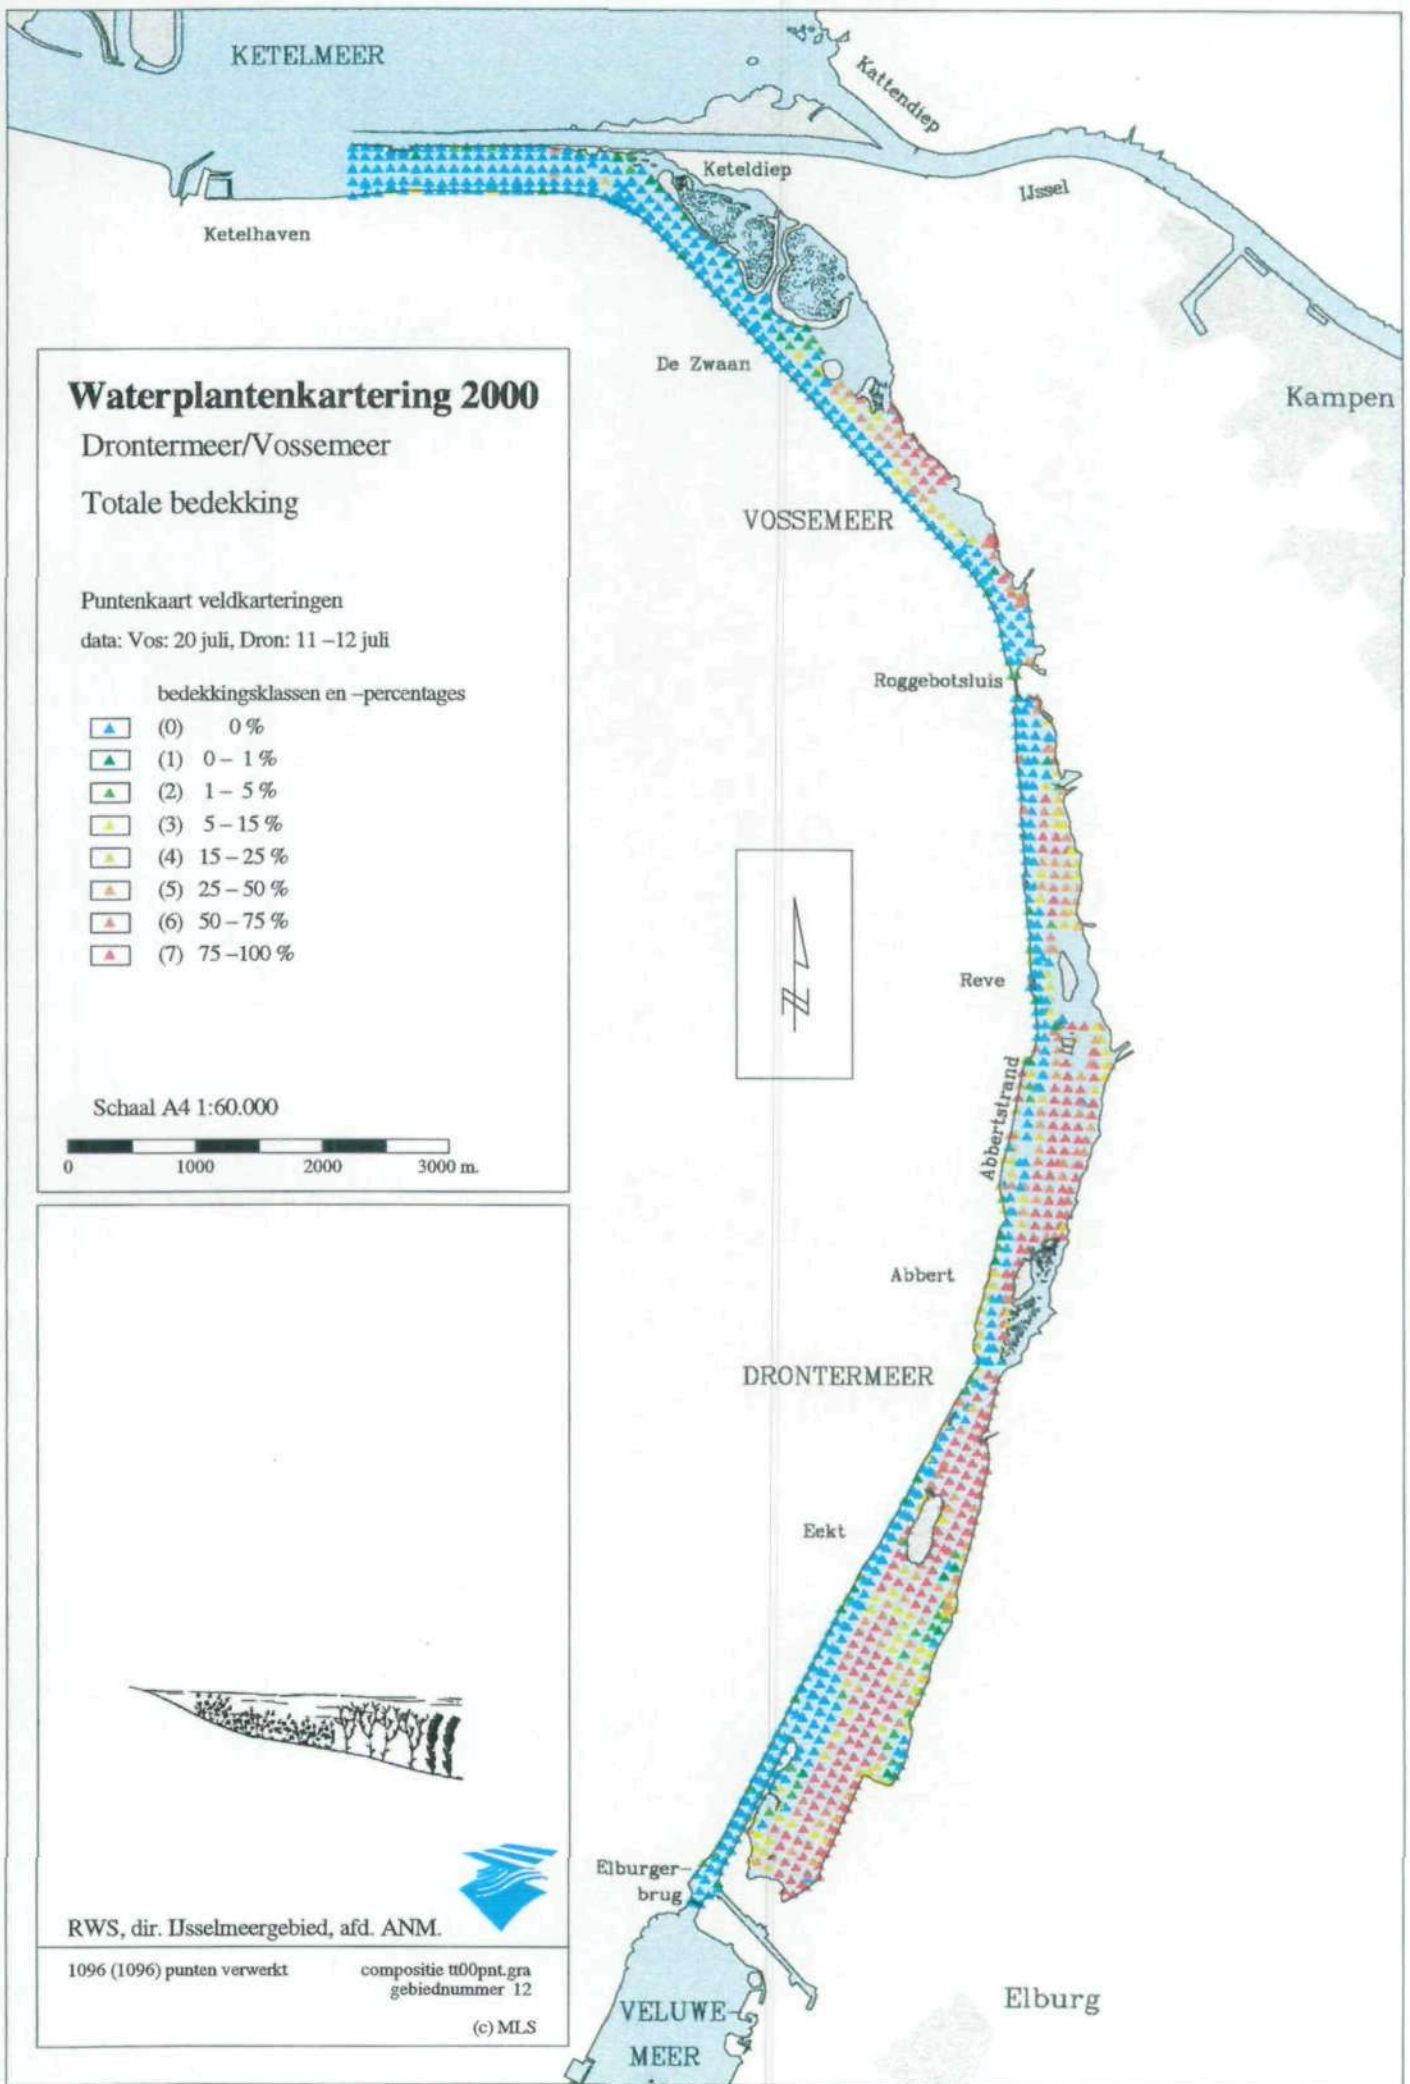 KETELMEER
Kattendiep
Keteldiep
IJssel
Ketelhaven
De Zwaan
Kampen
Waterplantenkartering 2000
Drontermeer/Vossemeer
Totale bedekking
VOSSEMEER
Puntenkaart veldkarteringen
data: Vos: 20 juli, Dron: 11 –12 juli
Roggebotsluis
bedekkingsklassen en –percentages
(0) 0 %
(1) 0 – 1 %
(2) 1 – 5 %
(3) 5 – 15 %
(4) 15 – 25 %
(5) 25 – 50 %
(6) 50 – 75 %
(7) 75 –100 %
Reve
Abbertstrand
Schaal A4 1:60.000
0 1000 2000 3000 m.
Abbert
DRONTERMEER
Eekt
Elburger-
brug
RWS, dir. IJsselmeergebied, afd. ANM.
1096 (1096) punten verwerkt
compositie tt00pnt.gra
gebiednummer 12
(c) MLS
Elburg
VELUWE-
MEER